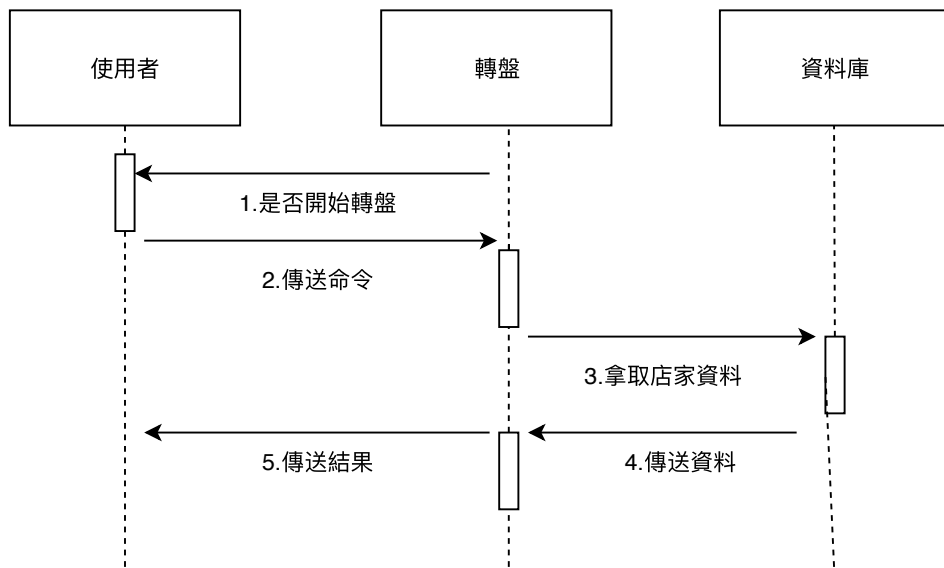 使用者
轉盤
資料庫
1.是否開始轉盤
2.傳送命令
3.拿取店家資料
5.傳送結果
4.傳送資料